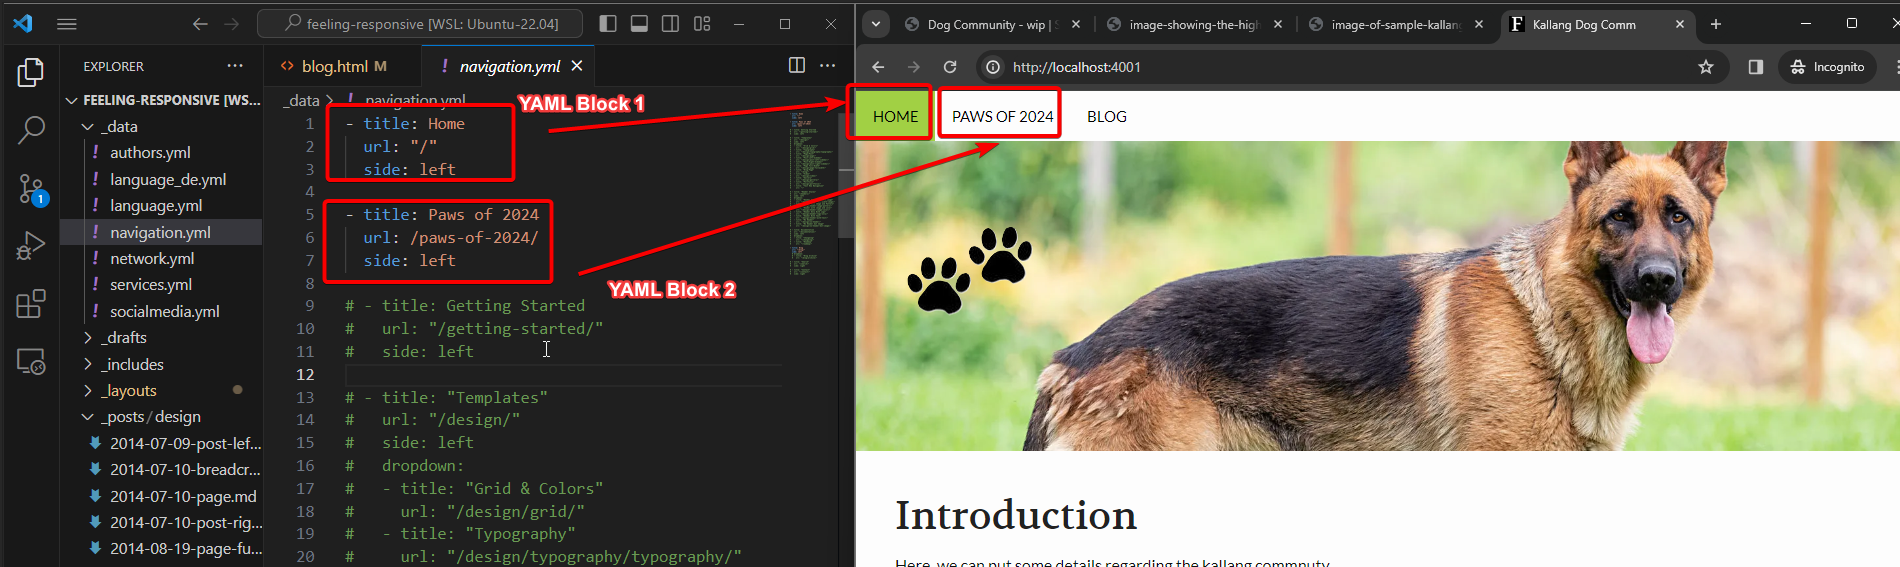 feeling-responsive [WSL: Ubuntu-22.04]
EXPLORER
FEELING-RESPONSIVE [WS...
_data
authors.yml
language_de.yml
language.yml
navigation.yml
network.yml
services.yml
socialmedia.yml
_drafts
_includes
_layouts
_posts / design
2014-07-09-post-lef...
2014-07-10-breadcr...
2014-07-10-page.md
2014-07-10-post-rig...
2014-08-19-page-fu...
1
blog.html M
! navigation.yml
_data > ! navigation.yml
1 - title: Home
2 url: "/"
3 side: left
4
5 - title: Paws of 2024
6 url: /paws-of-2024/
7 side: left
8
9 # - title: Getting Started
10 # url: "/getting-started/"
11 # side: left
12
13 # - title: "Templates"
14 # url: "/design/"
15 # side: left
16 # dropdown:
17 # - title: "Grid & Colors"
18 # url: "/design/grid/"
19 # - title: "Typography"
20 # url: "/design/typography/typography/"
YAML Block 1
YAML Block 2
Dog Community - wip | S
image-showing-the-high
image-of-sample-kallang
F Kallang Dog Comm
http://localhost:4001
Incognito
HOME
PAWS OF 2024
BLOG
Introduction
Here, we can put some details regarding the kallang commnuty